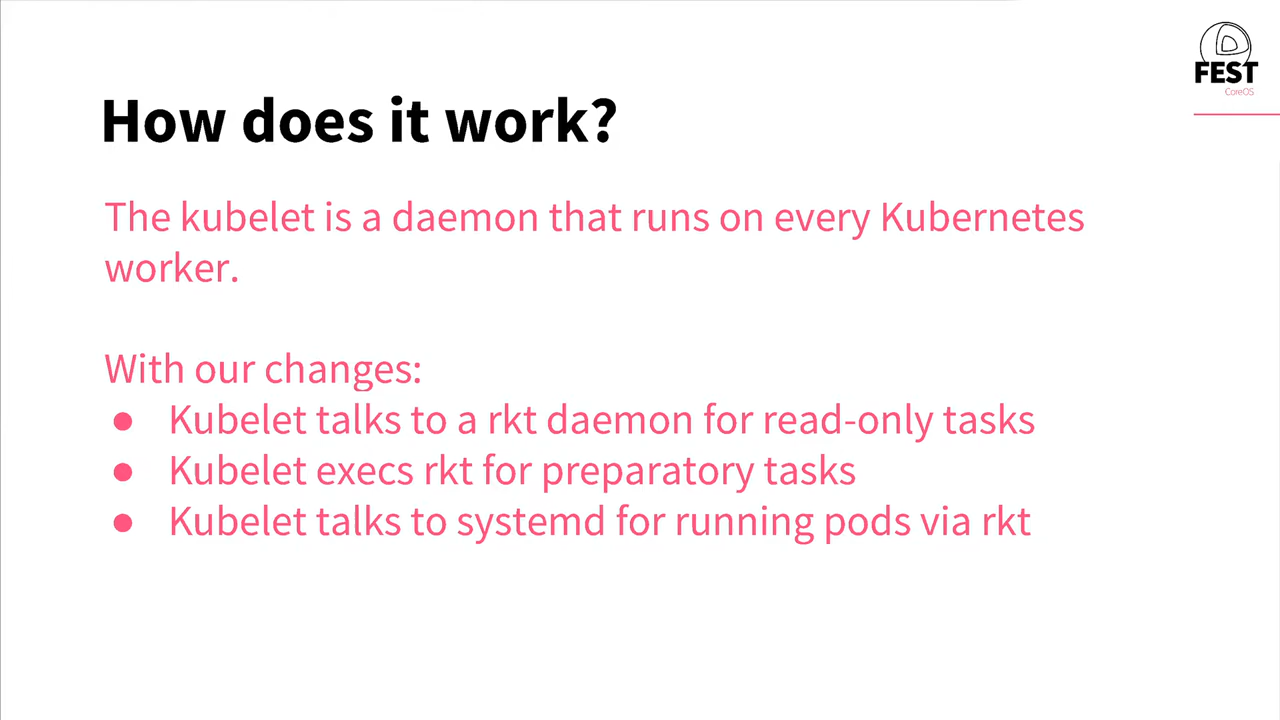 FEST
CoreOS
How does it work?
The kubelet is a daemon that runs on every Kubernetes
worker.
With our changes:
● Kubelet talks to a rkt daemon for read-only tasks
● Kubelet execs rkt for preparatory tasks
● Kubelet talks to systemd for running pods via rkt